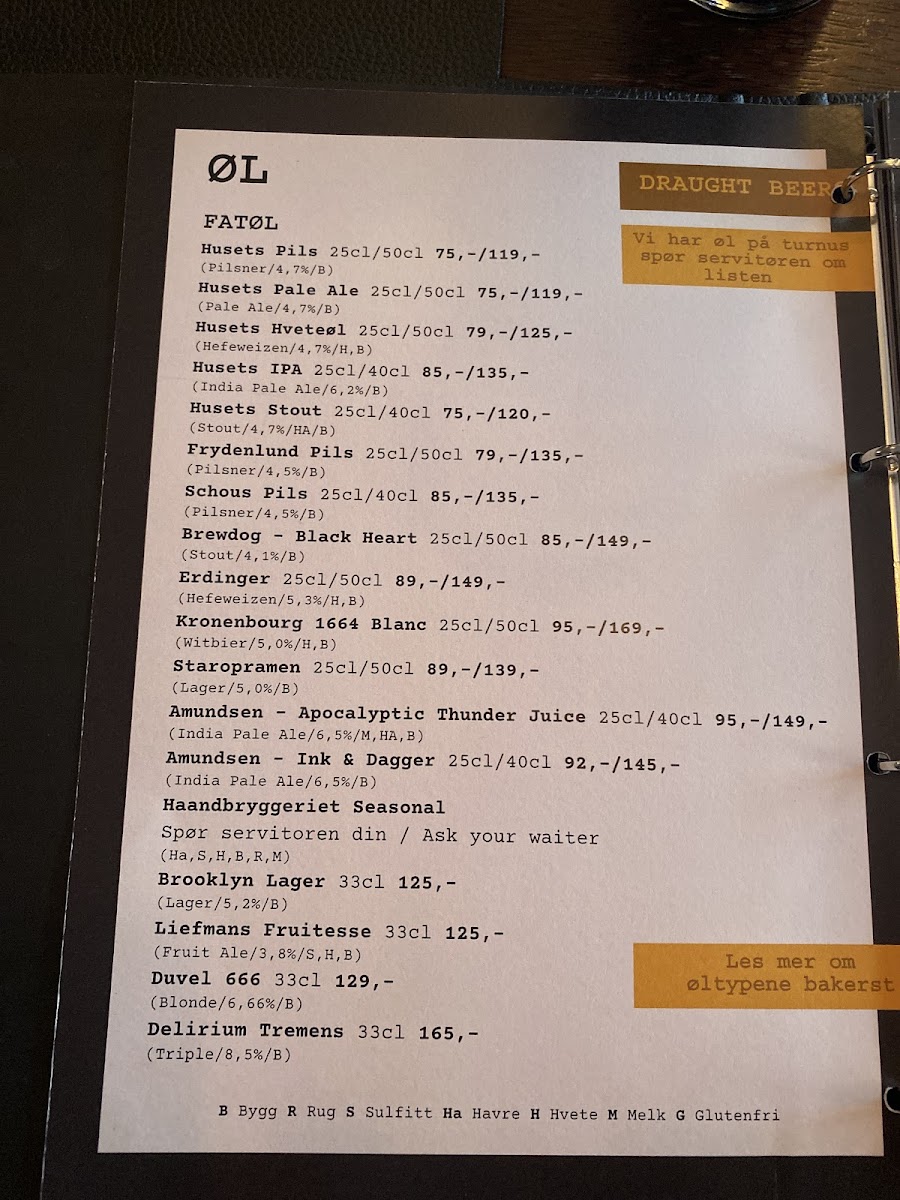 ØL
DRAUGHT BEER
Vi har øl på turnus
spør servitøren om
listen
FATØL
Husets Pils 25cl/50cl 75,-/119,-
(Pilsner/4,7%/B)
Husets Pale Ale 25cl/50cl 75,-/119,-
(Pale Ale/4,7%/B)
Husets Hveteøl 25cl/50cl 79,-/125,-
(Hefeweizen/4,7%/H,B)
Husets IPA 25cl/40cl 85,-/135,-
(India Pale Ale/6,2%/B)
Husets Stout 25cl/40cl 75,-/120,-
(Stout/4,7%/HA/B)
Frydenlund Pils 25cl/50cl 79,-/135,-
(Pilsner/4,5%/B)
Schous Pils 25cl/40cl 85,-/135,-
(Pilsner/4,5%/B)
Brewdog - Black Heart 25cl/50cl 85,-/149,-
(Stout/4,1%/B)
Erdinger 25cl/50cl 89,-/149,-
(Hefeweizen/5,3%/H,B)
Kronenbourg 1664 Blanc 25cl/50cl 95,-/169,-
(Witbier/5,0%/H,B)
Staropramen 25cl/50cl 89,-/139,-
(Lager/5,0%/B)
Amundsen - Apocalyptic Thunder Juice 25cl/40cl 95,-/149,-
(India Pale Ale/6,5%/M,HA,B)
Amundsen - Ink & Dagger 25cl/40cl 92,-/145,-
(India Pale Ale/6,5%/B)
Haandbryggeriet Seasonal
Spør servitoren din / Ask your waiter
(Ha,S,H,B,R,M)
Brooklyn Lager 33cl 125,-
(Lager/5,2%/B)
Liefmans Fruitesse 33cl 125,-
(Fruit Ale/3,8%/S,H,B)
Duvel 666 33cl 129,-
(Blonde/6,66%/B)
Delirium Tremens 33cl 165,-
(Triple/8,5%/B)
Les mer om
øltypene bakerst
B Bygg R Rug S Sulfitt Ha Havre H Hvete M Melk G Glutenfri